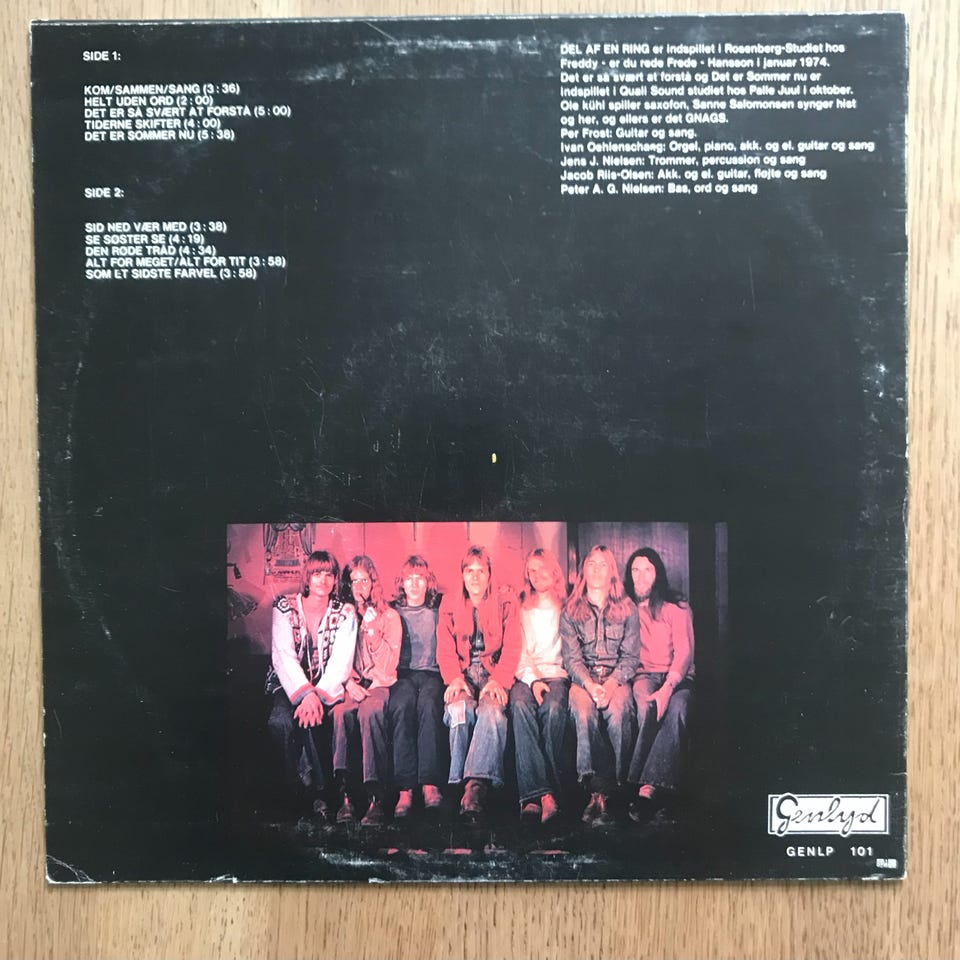 SIDE 1:
KOM/SAMMEN/SANG (3:36)
HELT UDEN ORD (2:00)
DET ER SÅ SVÆRT AT FORSTÅ (5:00)
TIDERNE SKIFTER (4:00)
DET ER SOMMER NU (5:38)
SIDE 2:
SID NED VÆR MED (3:38)
SE SØSTER SE (4:19)
DEN RØDE TRÅD (4:34)
ALT FOR MEGET/ALT FOR TIT (3:58)
SOM ET SIDSTE FARVEL (3:58)
DEL AF EN RING er indspillet i Rosenberg-Studiet hos
Freddy - er du røde Frede - Hansson i januar 1974.
Det er så svært at forstå og Det er Sommer nu er
indspillet i Quali Sound studiet hos Palle Juul i oktober.
Ole kühl spiller saxofon, Sanne Salomonsen synger hist
og her, og ellers er det GNAGS.
Per Frost: Guitar og sang.
Ivan Oehlenschang: Orgel, piano, akk. og el. guitar og sang
Jens J. Nielsen: Trommer, percussion og sang
Jacob Riis-Olsen: Akk. og el. guitar, fløjte og sang
Peter A. G. Nielsen: Bas, ord og sang
Genlyd
GENLP 101